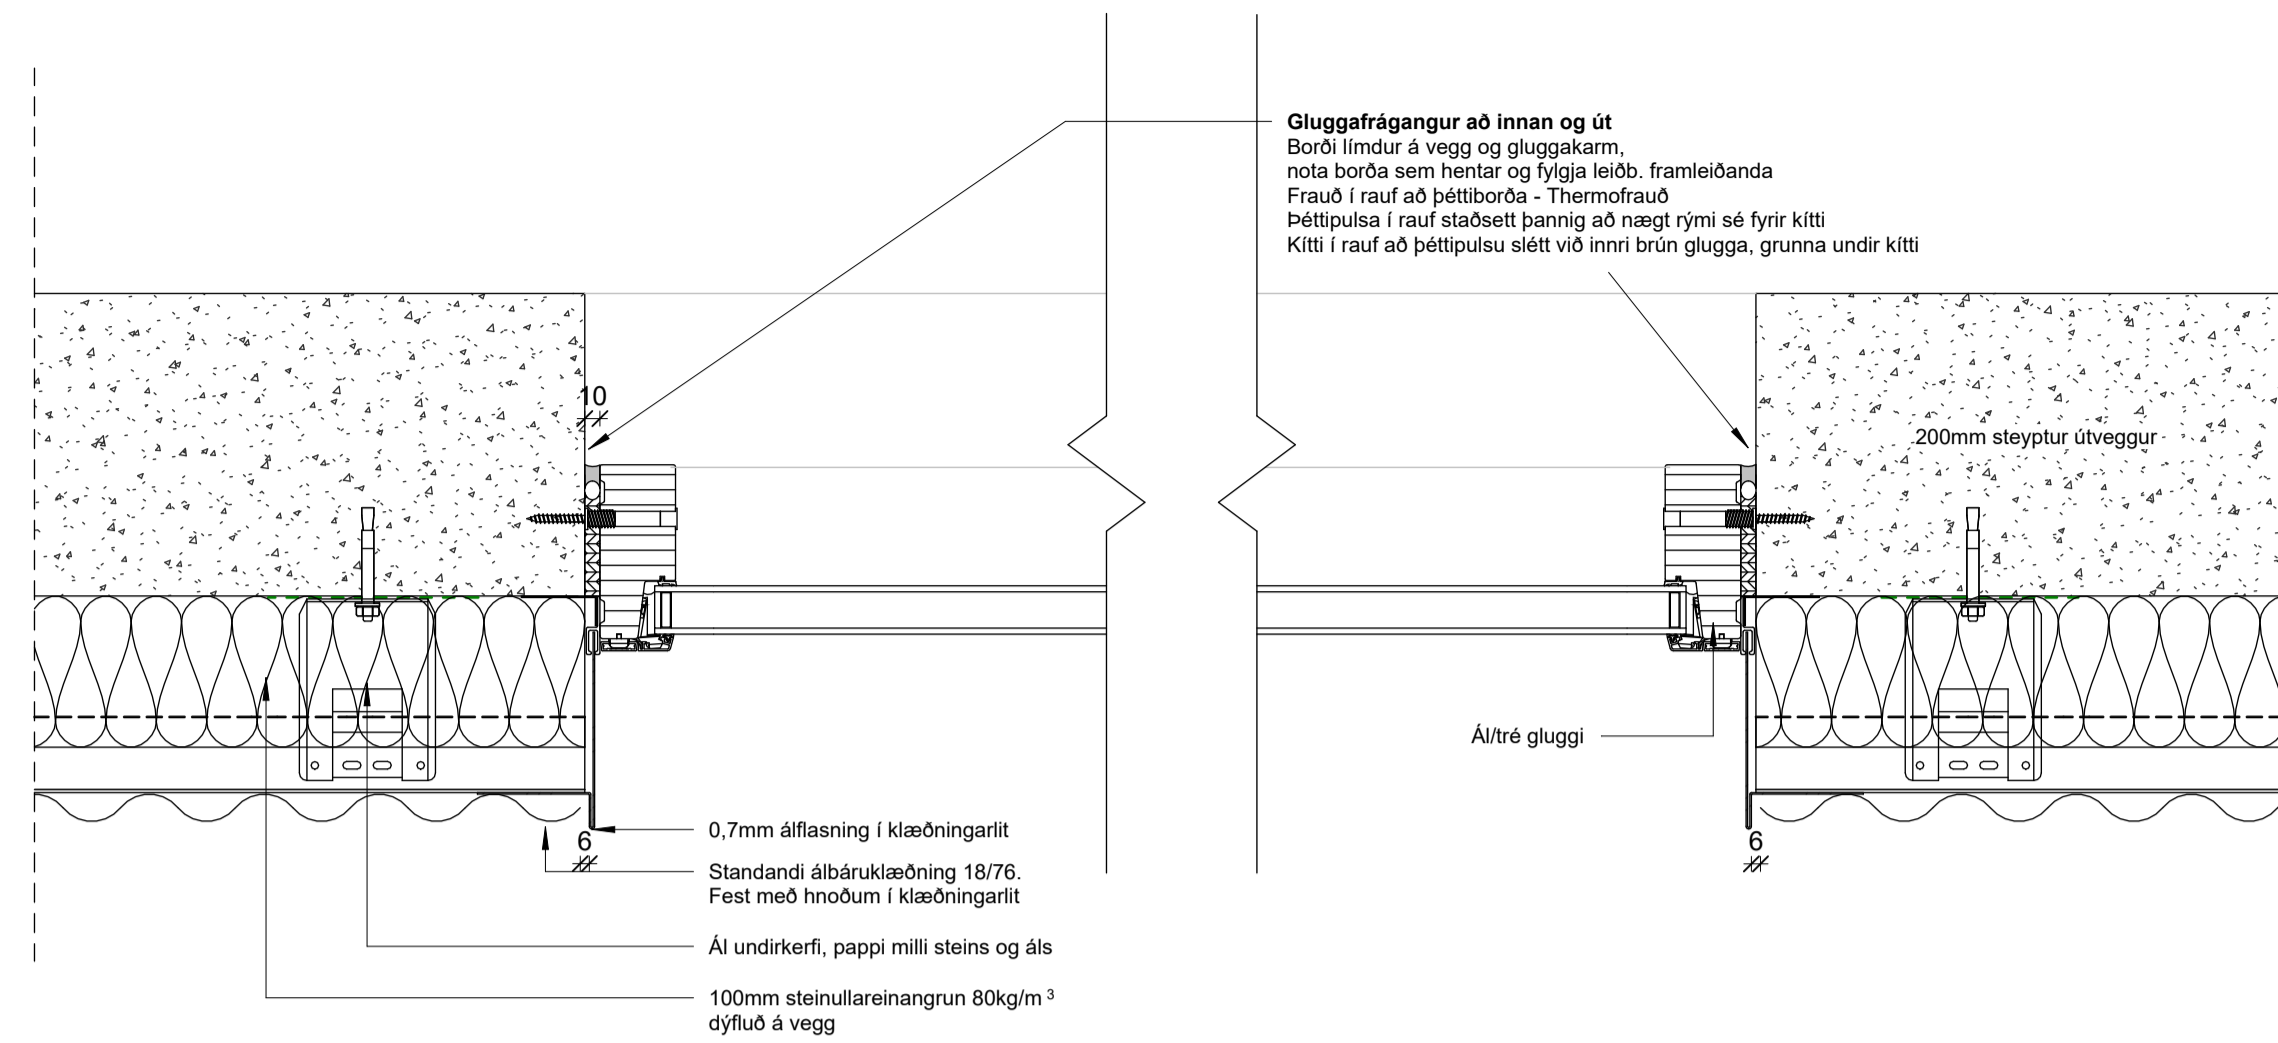 Gluggafrágangur að innan og út
Borði límdur á vegg og gluggakarm,
nota borða sem hentar og fylgja leiðb. framleiðanda
Frauð í rauf að þéttiborða - Thermofrauð
Þéttipulsa í rauf staðsett þannig að nægt rými sé fyrir kítti
Kítti í rauf að þéttipulsu slétt við innri brún glugga, grunna undir kítti
10
200mm steyptur útveggur
Ál/tré gluggi
0,7mm álflasning í klæðningarlit
6
6
Standandi álbáruklæðning 18/76.
Fest með hnoðum í klæðningarlit
Ál undirkerfi, pappi milli steins og áls
100mm steinullareinangrun 80kg/m³
dýfluð á vegg